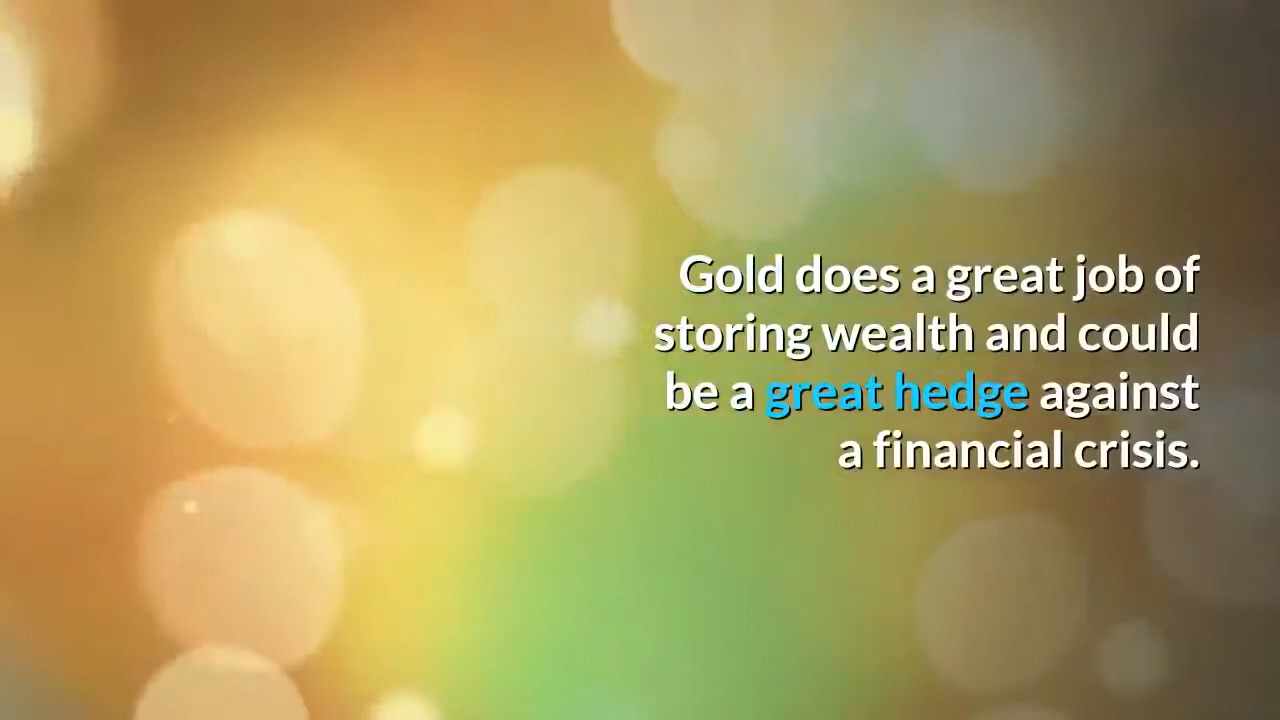 Gold does a great job of
storing wealth and could
be a great hedge against
a financial crisis.